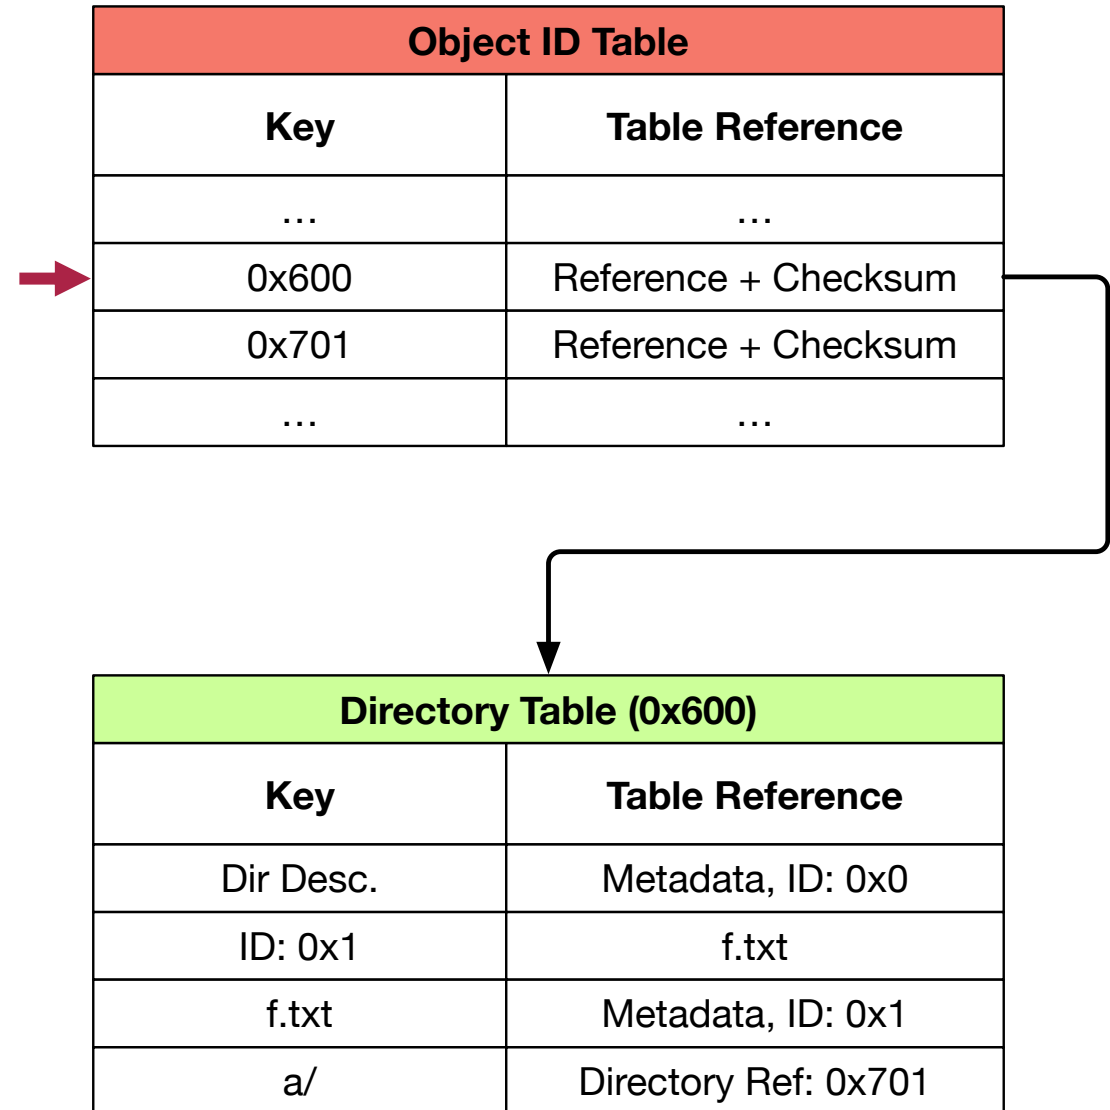 Object ID Table
Key Table Reference
… …
0x600 Reference + Checksum
0x701 Reference + Checksum
… …
Directory Table (0x600)
Key Table Reference
Dir Desc. Metadata, ID: 0x0
ID: 0x1 f.txt
f.txt Metadata, ID: 0x1
a/ Directory Ref: 0x701